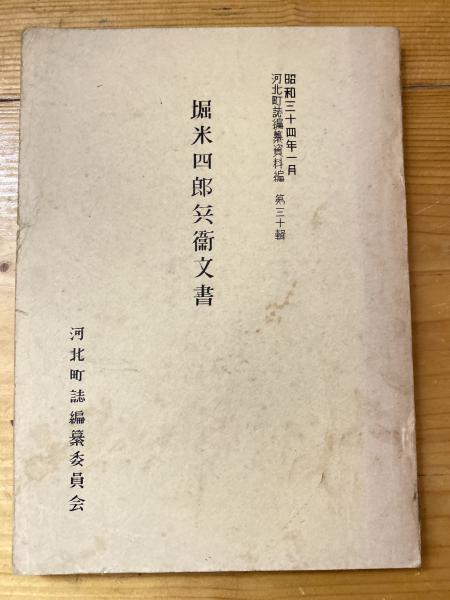 昭和三十四年一月
河北町誌編纂資料編 第三十輯
堀米四郎兵衞文書
河北町誌編纂委員会